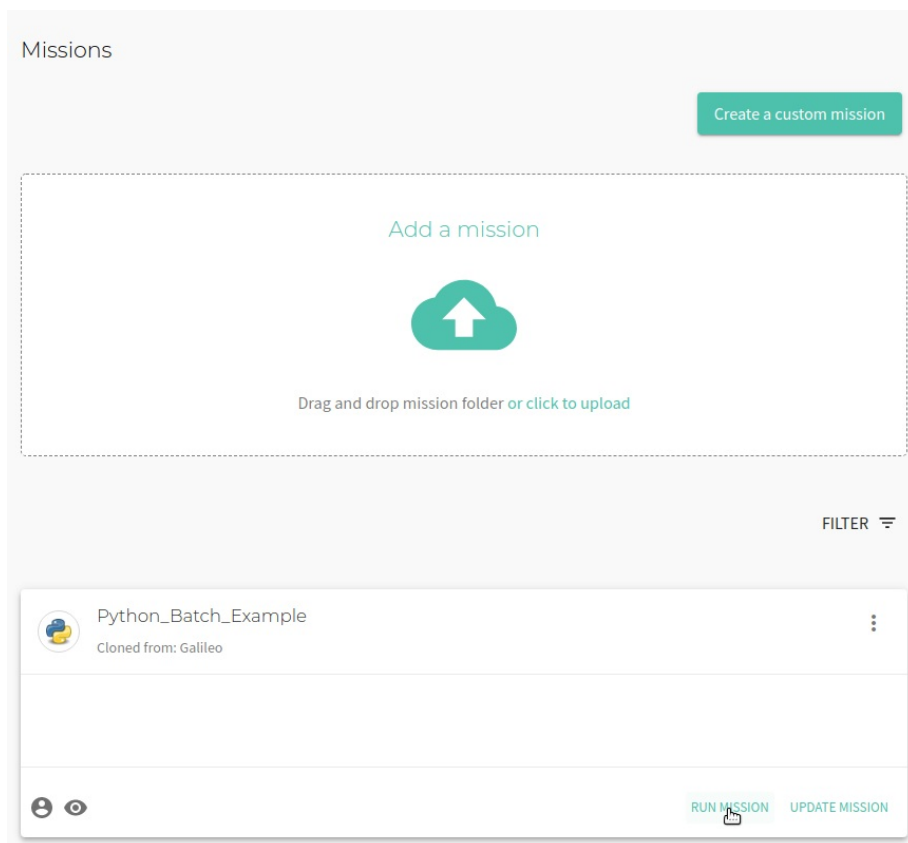 Missions
Create a custom mission
Add a mission
Drag and drop mission folder or click to upload
FILTER
Python_Batch_Example
Cloned from: Galileo
RUN MISSION UPDATE MISSION